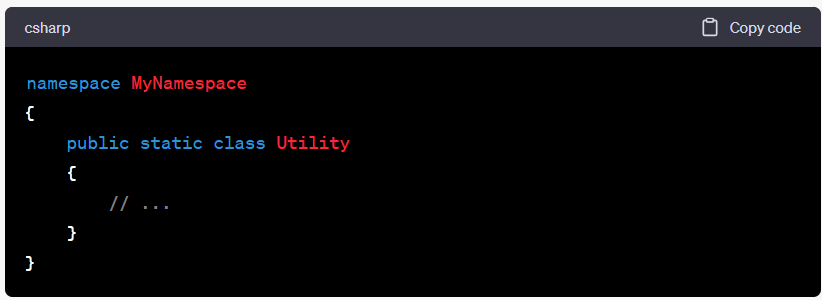 csharp
Copy code
namespace MyNamespace
{
    public static class Utility
    {
        // ...
    }
}